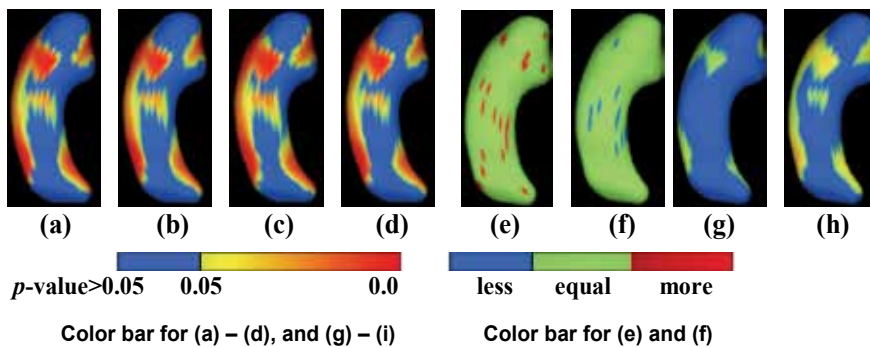 (a) (b) (c) (d) (e) (f) (g) (h)
p-value>0.05 0.05 0.0 less equal more
Color bar for (a) – (d), and (g) – (i) Color bar for (e) and (f)